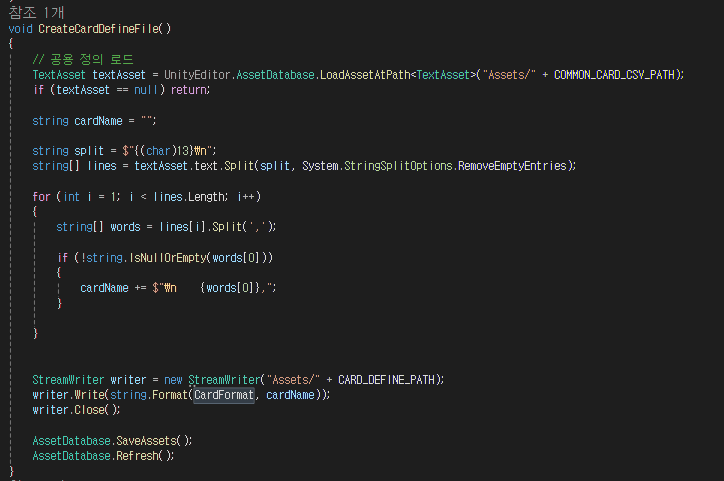 참조 1개
void CreateCardDefineFile()
{
// 공용 정의 로드
TextAsset textAsset = UnityEditor.AssetDatabase.LoadAssetAtPath<TextAsset>("Assets/" + COMMON_CARD_CSV_PATH);
if (textAsset == null) return;
string cardName = "";
string split = $"{(char)13}₩n";
string[] lines = textAsset.text.Split(split, System.StringSplitOptions.RemoveEmptyEntries);
for (int i = 1; i < lines.Length; i++)
{
string[] words = lines[i].Split(',');
if (!string.IsNullOrEmpty(words[0]))
{
cardName += $"₩n    {words[0]},";
}
}
StreamWriter writer = new StreamWriter("Assets/" + CARD_DEFINE_PATH);
writer.Write(string.Format(CardFormat, cardName));
writer.Close();
AssetDatabase.SaveAssets();
AssetDatabase.Refresh();
}